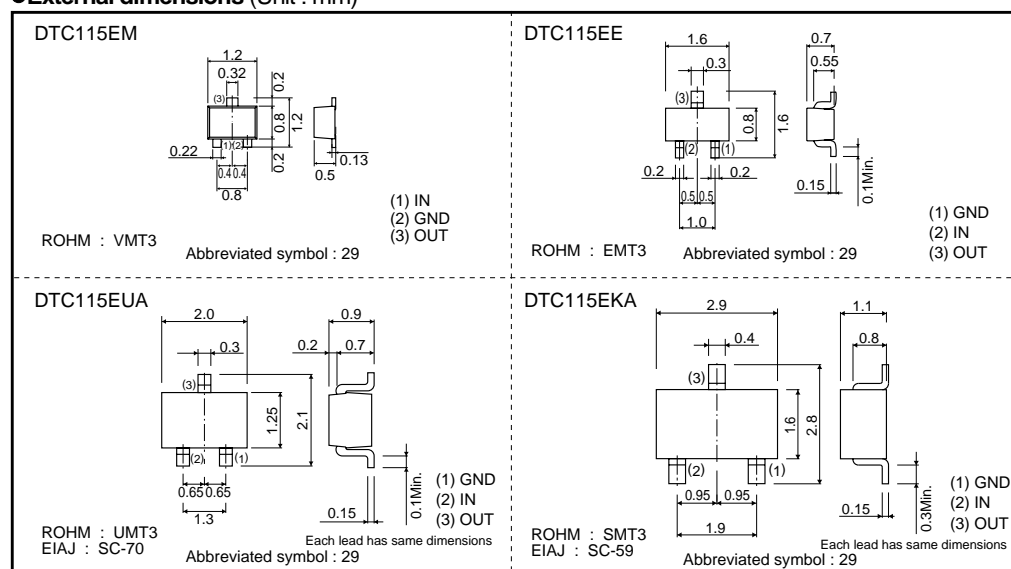 ●External dimensions (Unit : mm)
DTC115EM
1.2
0.32
0.2
(3)
0.8
1.2
(1)
(2)
0.22
0.2
0.13
0.4
0.4
0.5
0.8
(1) IN
(2) GND
(3) OUT
ROHM : VMT3
Abbreviated symbol : 29
DTC115EE
1.6
0.7
0.3
0.55
(3)
0.8
1.6
(2)
(1)
0.2
0.2
0.5
0.5
0.15
0.1Min.
1.0
(1) GND
(2) IN
(3) OUT
ROHM : EMT3
Abbreviated symbol : 29
DTC115EUA
2.0
0.9
0.3
0.2
0.7
(3)
1.25
2.1
(2)
(1)
0.65
0.65
0.1Min.
1.3
0.15
(1) GND
(2) IN
(3) OUT
ROHM : UMT3
EIAJ : SC-70
Each lead has same dimensions
Abbreviated symbol : 29
DTC115EKA
2.9
1.1
0.4
0.8
(3)
1.6
2.8
(2)
(1)
0.95
0.95
0.15
0.3Min.
1.9
(1) GND
(2) IN
(3) OUT
ROHM : SMT3
EIAJ : SC-59
Each lead has same dimensions
Abbreviated symbol : 29